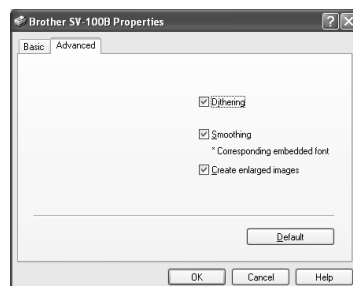 Brother SV-100B Properties
Basic Advanced
Dithering
Smoothing
* Corresponding embedded font
Create enlarged images
Default
OK Cancel Help